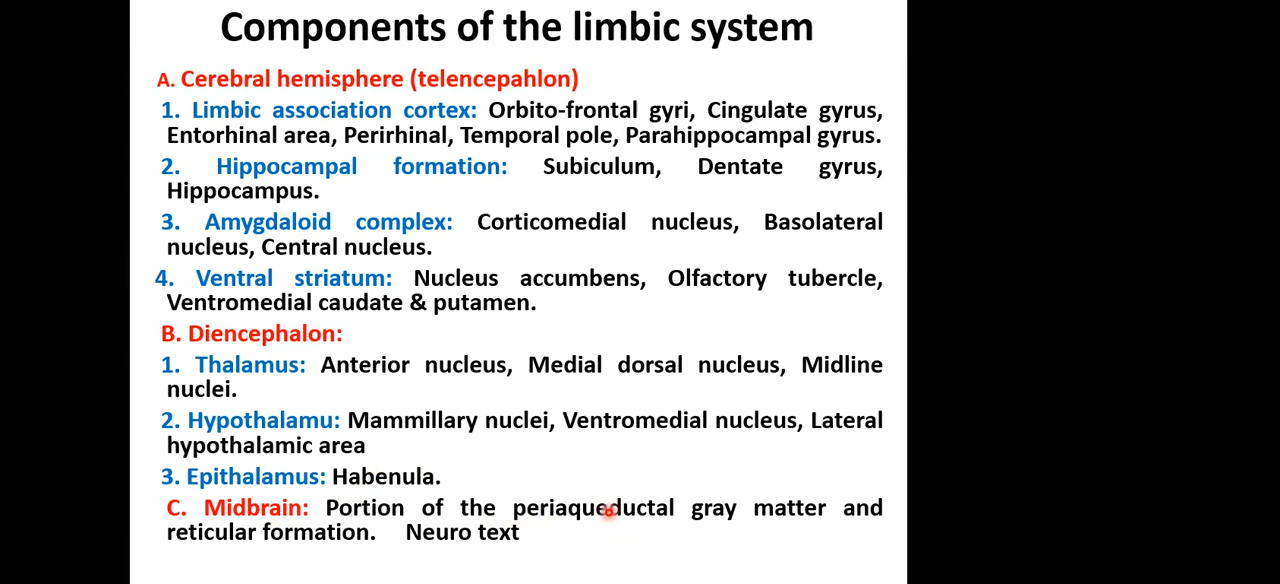 Components of the limbic system
A. Cerebral hemisphere (telencepahlon)
1. Limbic association cortex: Orbito-frontal gyri, Cingulate gyrus,
Entorhinal area, Perirhinal, Temporal pole, Parahippocampal gyrus.
2. Hippocampal formation: Subiculum, Dentate gyrus,
Hippocampus.
3. Amygdaloid complex: Corticomedial nucleus, Basolateral
nucleus, Central nucleus.
4. Ventral striatum: Nucleus accumbens, Olfactory tubercle,
Ventromedial caudate & putamen.
B. Diencephalon:
1. Thalamus: Anterior nucleus, Medial dorsal nucleus, Midline
nuclei.
2. Hypothalamu: Mammillary nuclei, Ventromedial nucleus, Lateral
hypothalamic area
3. Epithalamus: Habenula.
C. Midbrain: Portion of the periaqueductal gray matter and
reticular formation. Neuro text